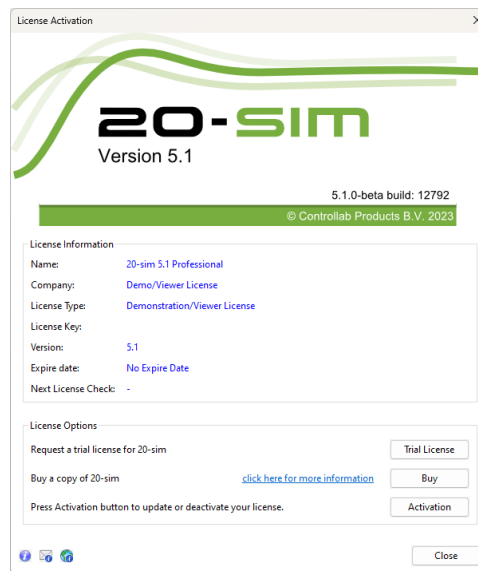 License Activation
20-SIM
Version 5.1
5.1.0-beta build: 12792
© Controllab Products B.V. 2023
License Information
Name: 20-sim 5.1 Professional
Company: Demo/Viewer License
License Type: Demonstration/Viewer License
License Key:
Version: 5.1
Expire date: No Expire Date
Next License Check: -
License Options
Request a trial license for 20-sim Trial License
Buy a copy of 20-sim click here for more information Buy
Press Activation button to update or deactivate your license. Activation
Close